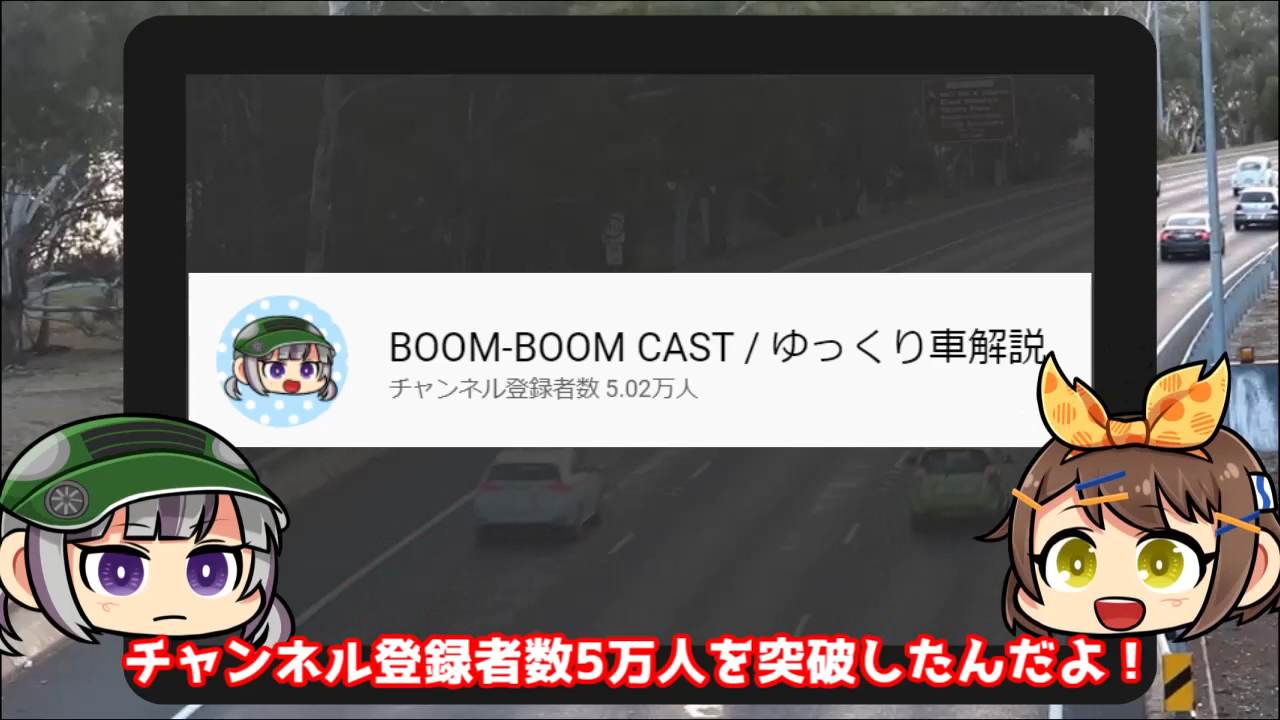 BOOM-BOOM CAST / ゆっくり車解説
チャンネル登録者数 5.02万人
チャンネル登録者数5万人を突破したんだよ！